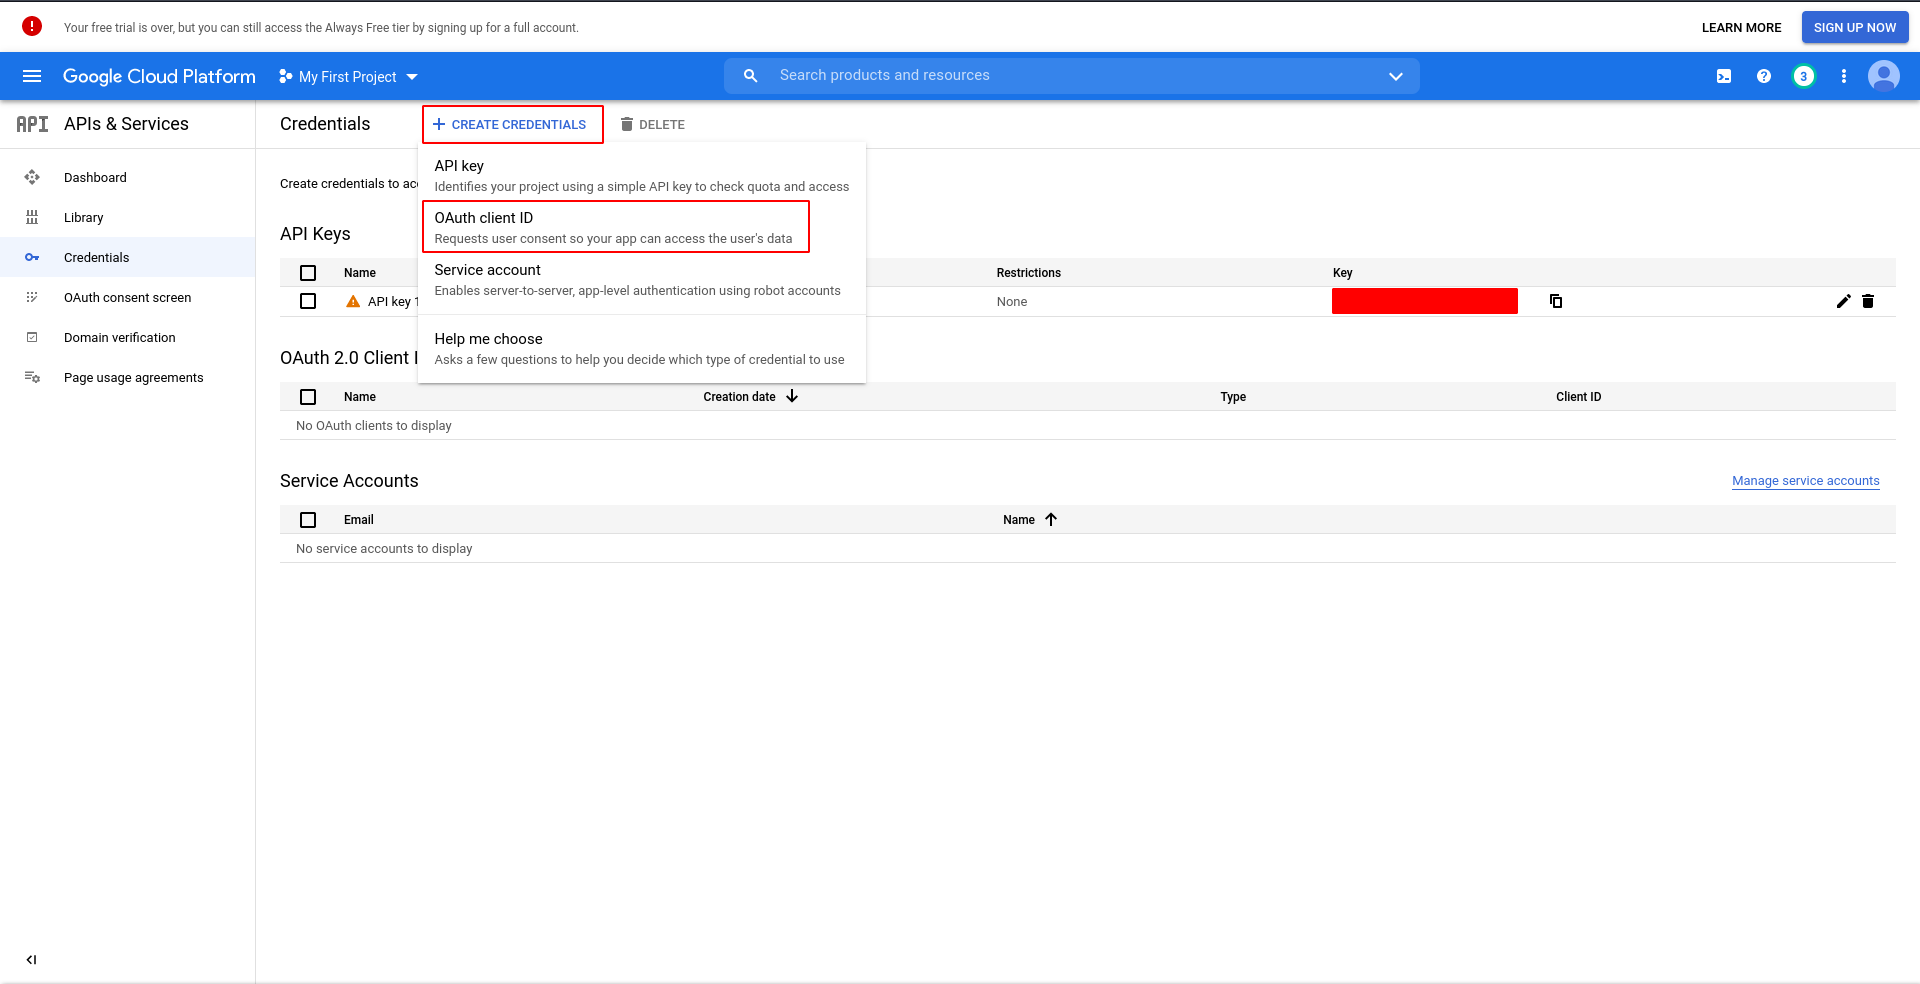 Your free trial is over, but you can still access the Always Free tier by signing up for a full account.
LEARN MORE
SIGN UP NOW
Google Cloud Platform
My First Project
Search products and resources
?
3
API
APIs & Services
Credentials
CREATE CREDENTIALS
DELETE
Dashboard
Library
Credentials
OAuth consent screen
Domain verification
Page usage agreements
API key
Identifies your project using a simple API key to check quota and access
OAuth client ID
Requests user consent so your app can access the user's data
Service account
Enables server-to-server, app-level authentication using robot accounts
Help me choose
Asks a few questions to help you decide which type of credential to use
Create credentials to
API Keys
Name
Restrictions
Key
API key 1
None
OAuth 2.0 Client
Name
Creation date
Type
Client ID
No OAuth clients to display
Service Accounts
Manage service accounts
Email
Name
No service accounts to display